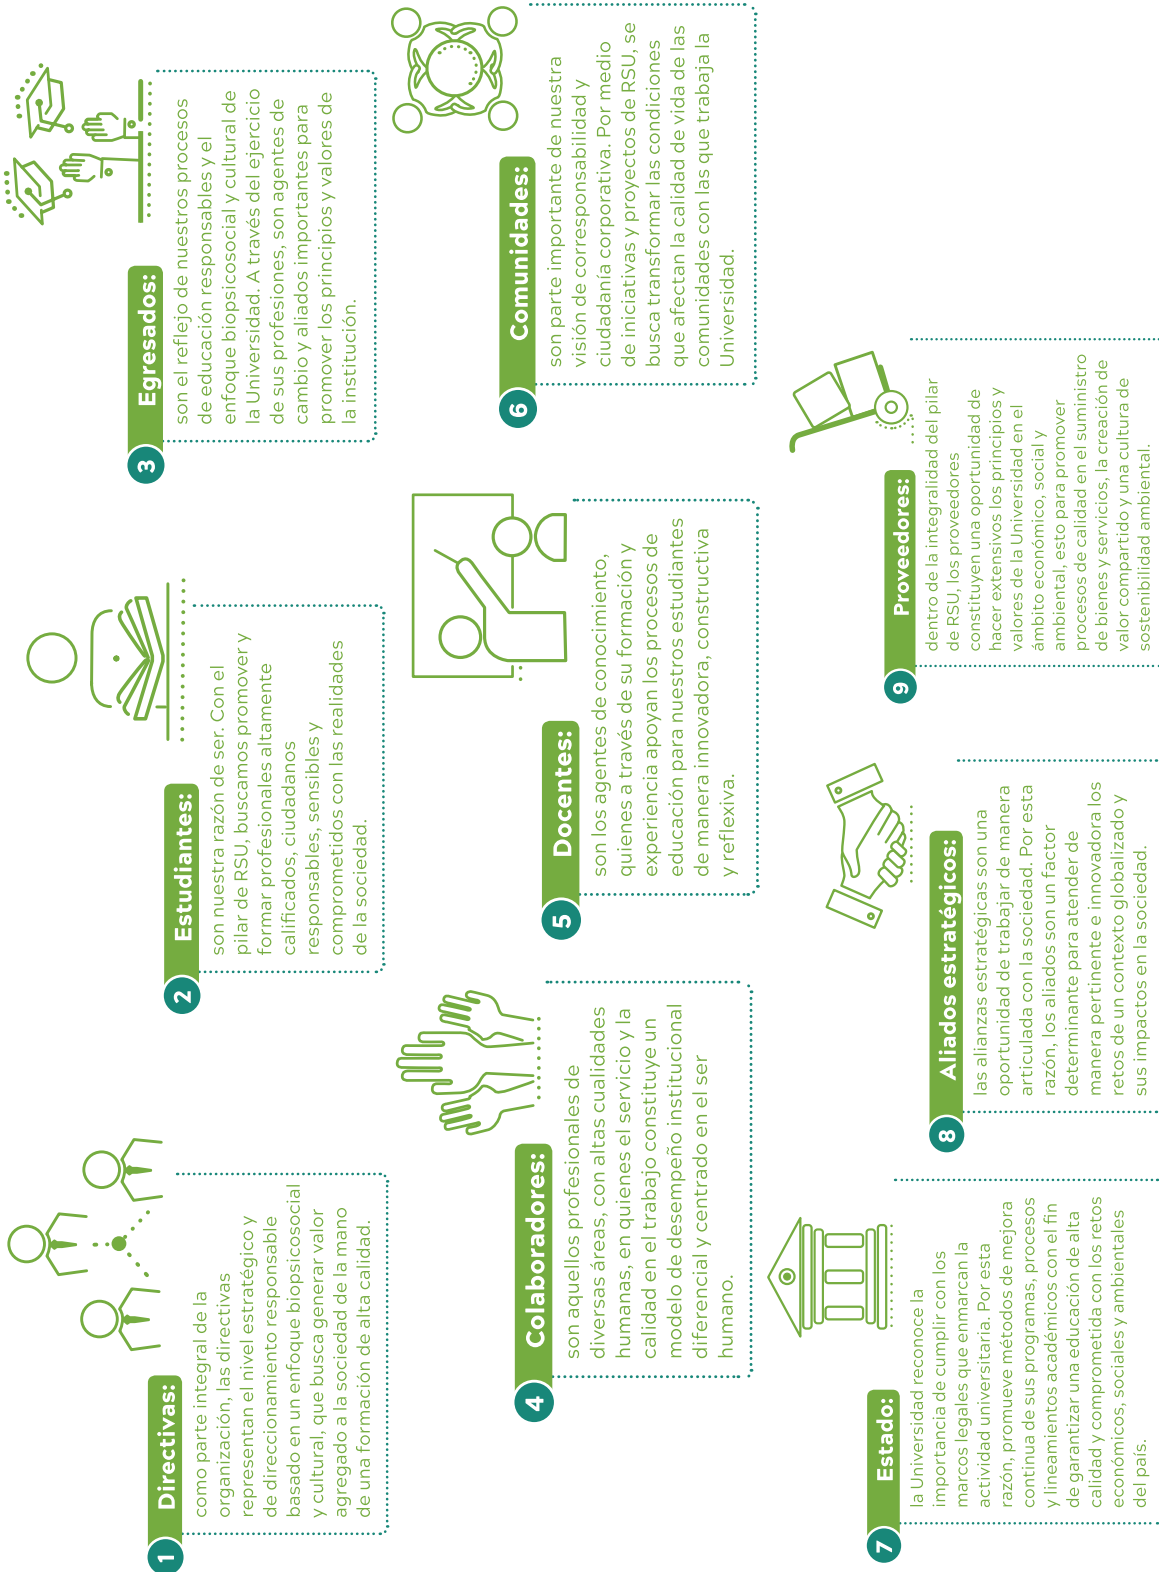 1
Directivas:
como parte integral de la
organización, las directivas
representan el nivel estratégico y
de direccionamiento responsable
basado en un enfoque biopsicosocial
y cultural, que busca generar valor
agregado a la sociedad de la mano
de una formación de alta calidad.
2
Estudiantes:
son nuestra razón de ser. Con el
pilar de RSU, buscamos promover y
formar profesionales altamente
calificados, ciudadanos
responsables, sensibles y
comprometidos con las realidades
de la sociedad.
3
Egresados:
son el reflejo de nuestros procesos
de educación responsables y el
enfoque biopsicosocial y cultural de
la Universidad. A través del ejercicio
de sus profesiones, son agentes de
cambio y aliados importantes para
promover los principios y valores de
la institución.
4
Colaboradores:
son aquellos profesionales de
diversas áreas, con altas cualidades
humanas, en quienes el servicio y la
calidad en el trabajo constituye un
modelo de desempeño institucional
diferencial y centrado en el ser
humano.
5
Docentes:
son los agentes de conocimiento,
quienes a través de su formación y
experiencia apoyan los procesos de
educación para nuestros estudiantes
de manera innovadora, constructiva
y reflexiva.
6
Comunidades:
son parte importante de nuestra
visión de corresponsabilidad y
ciudadanía corporativa. Por medio
de iniciativas y proyectos de RSU, se
busca transformar las condiciones
que afectan la calidad de vida de las
comunidades con las que trabaja la
Universidad.
7
Estado:
la Universidad reconoce la
importancia de cumplir con los
marcos legales que enmarcan la
actividad universitaria. Por esta
razón, promueve métodos de mejora
continua de sus programas, procesos
y lineamientos académicos con el fin
de garantizar una educación de alta
calidad y comprometida con los retos
económicos, sociales y ambientales
del país.
8
Aliados estratégicos:
las alianzas estratégicas son una
oportunidad de trabajar de manera
articulada con la sociedad. Por esta
razón, los aliados son un factor
determinante para atender de
manera pertinente e innovadora los
retos de un contexto globalizado y
sus impactos en la sociedad.
9
Proveedores:
dentro de la integralidad del pilar
de RSU, los proveedores
constituyen una oportunidad de
hacer extensivos los principios y
valores de la Universidad en el
ámbito económico, social y
ambiental, esto para promover
procesos de calidad en el suministro
de bienes y servicios, la creación de
valor compartido y una cultura de
sostenibilidad ambiental.